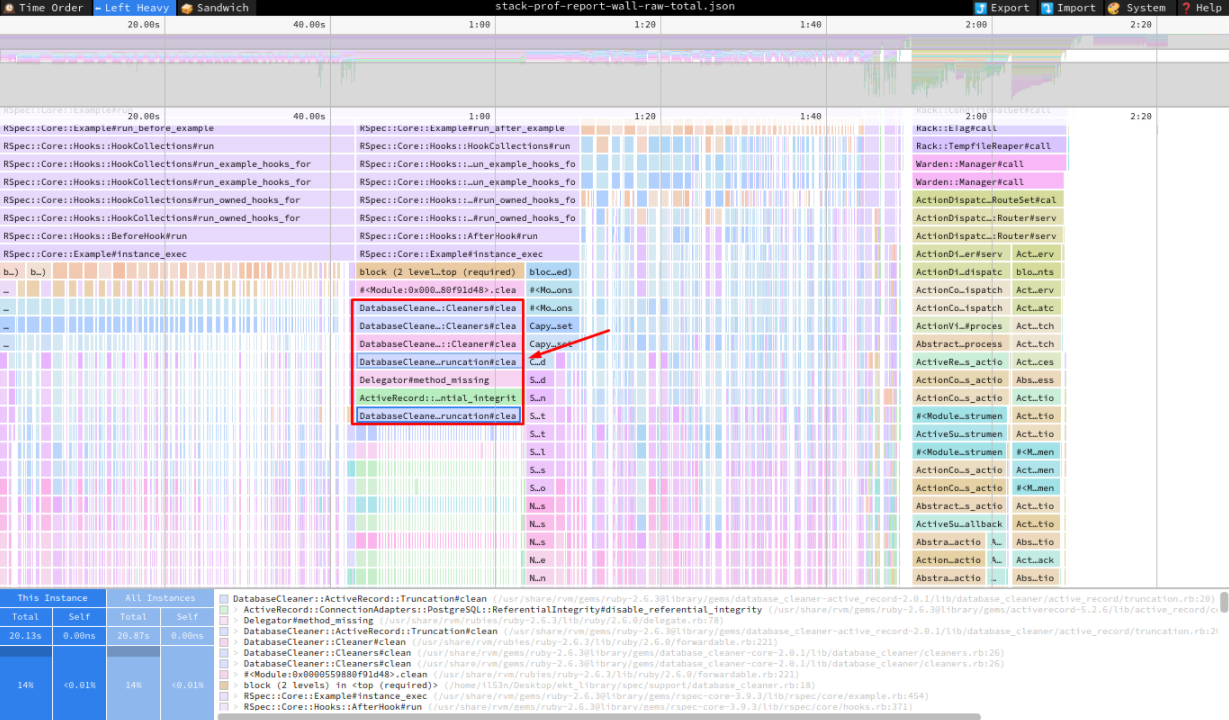 Time Order Left Heavy Sandwich stack-prof-report-wall-raw-total.json Export Import System Help
20.00s 40.00s 1:00 1:20 1:40 2:00 2:20
RSpec::Core::Example#run Rack::ConditionalGet#call
20.00s 40.00s 1:00 1:20 1:40 2:00 2:20
RSpec::Core::Example#run_before_example RSpec::Core::Example#run_after_example Rack::ETag#call
RSpec::Core::Hooks::HookCollections#run RSpec::Core::Hooks::HookCollections#run Rack::TempfileReaper#call
RSpec::Core::Hooks::HookCollections#run_example_hooks_for RSpec::Core::Hooks::…un_example_hooks_fo Warden::Manager#call
RSpec::Core::Hooks::HookCollections#run_example_hooks_for RSpec::Core::Hooks::…un_example_hooks_fo Warden::Manager#call
RSpec::Core::Hooks::HookCollections#run_owned_hooks_for RSpec::Core::Hooks::…#run_owned_hooks_fo ActionDispatc…RouteSet#cal
RSpec::Core::Hooks::HookCollections#run_owned_hooks_for RSpec::Core::Hooks::…#run_owned_hooks_fo ActionDispatc…:Router#serv
RSpec::Core::Hooks::BeforeHook#run RSpec::Core::Hooks::AfterHook#run ActionDispatc…:Router#serv
RSpec::Core::Example#instance_exec RSpec::Core::Example#instance_exec ActionDi…er#serv Act…erv
b…) b…) block (2 level…top (required) bloc…ed) ActionDi…dispatc blo…nts
… #<Module:0x000…80f91d48>.clea #<Mo…ons ActionCo…ispatch Act…erv
DatabaseCleane…:Cleaners#clea #<Mo…ons ActionCo…ispatch Act…atc
… DatabaseCleane…:Cleaners#clea Capy…set ActionVi…#proces Act…tch
… DatabaseCleane…::Cleaner#clea Capy…set Abstract…process Act…tch
DatabaseCleane…runcation#clea C…d ActiveRe…s_actio Act…ces
Delegator#method_missing S…d ActionCo…s_actio Abs…ess
ActiveRecord::…ntial_integrit S…n ActionCo…s_actio Act…tio
DatabaseCleane…runcation#clea S…t #<Module…strumen Act…tio
S…t ActiveSu…strumen Act…tio
S…l #<Module…strumen #<M…men
S…s ActionCo…s_actio Act…men
S…o ActionCo…s_actio #<M…men
N…s Abstract…s_actio Act…tio
N…s ActiveSu…allback Act…tio
N…s Abstra…actio A… Abs…tio
N…e Action…actio A… Act…ack
N…n Abstra…actio … Abs…tio
This Instance All Instances
Total Self Total Self
20.13s 0.00ns 20.87s 0.00ns
14% <0.01% 14% <0.01%
DatabaseCleaner::ActiveRecord::Truncation#clean (/usr/share/rvm/gems/ruby-2.6.3@library/gems/database_cleaner-active_record-2.0.1/lib/database_cleaner/active_record/truncation.rb:20)
> ActiveRecord::ConnectionAdapters::PostgreSQL::ReferentialIntegrity#disable_referential_integrity (/usr/share/rvm/gems/ruby-2.6.3@library/gems/activerecord-5.2.6/lib/active_record/c
> Delegator#method_missing (/usr/share/rvm/rubies/ruby-2.6.3/lib/ruby/2.6.0/delegate.rb:78)
> DatabaseCleaner::ActiveRecord::Truncation#clean (/usr/share/rvm/gems/ruby-2.6.3@library/gems/database_cleaner-active_record-2.0.1/lib/database_cleaner/active_record/truncation.rb:2
> DatabaseCleaner::Cleaner#clean (/usr/share/rvm/rubies/ruby-2.6.3/lib/ruby/2.6.0/forwardable.rb:221)
> DatabaseCleaner::Cleaners#clean (/usr/share/rvm/gems/ruby-2.6.3@library/gems/database_cleaner-core-2.0.1/lib/database_cleaner/cleaners.rb:26)
> DatabaseCleaner::Cleaners#clean (/usr/share/rvm/gems/ruby-2.6.3@library/gems/database_cleaner-core-2.0.1/lib/database_cleaner/cleaners.rb:26)
> #<Module:0x0000559880f91d48>.clean (/usr/share/rvm/rubies/ruby-2.6.3/lib/ruby/2.6.0/forwardable.rb:221)
> block (2 levels) in <top (required)> (/home/il53n/Desktop/ekt_library/spec/support/database_cleaner.rb:18)
> RSpec::Core::Example#instance_exec (/usr/share/rvm/gems/ruby-2.6.3@library/gems/rspec-core-3.9.3/lib/rspec/core/example.rb:454)
> RSpec::Core::Hooks::AfterHook#run (/usr/share/rvm/gems/ruby-2.6.3@library/gems/rspec-core-3.9.3/lib/rspec/core/hooks.rb:371)